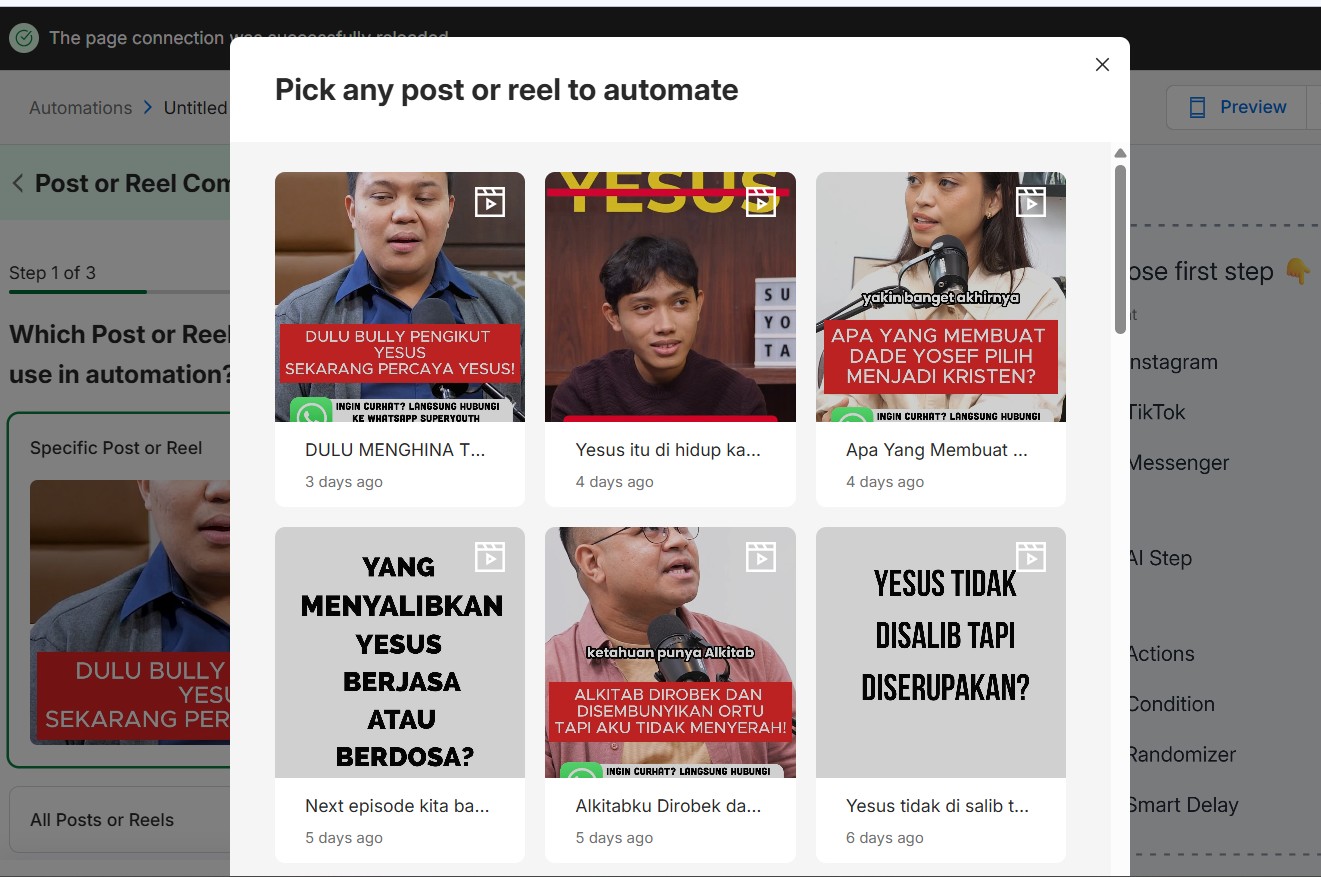 The page connection was successfully reloaded
Pick any post or reel to automate
Automations
Untitled
Preview
Post or Reel Com
Step 1 of 3
Which Post or Reel
use in automation?
Specific Post or Reel
DULU BULLY
YESU
SEKARANG PER
All Posts or Reels
DULU BULLY PENGIKUT
YESUS
SEKARANG PERCAYA YESUS!
INGIN CURHAT? LANGSUNG HUBUNGI
KE WHATSAPP SUPERYOUTH
DULU MENGHINA T...
3 days ago
YESUS
S U
Y O
T A
Yesus itu di hidup ka...
4 days ago
yakin banget akhirnya
APA YANG MEMBUAT
DADE YOSEF PILIH
MENJADI KRISTEN?
INGIN CURHAT? LANGSUNG HUBUNGI
Apa Yang Membuat ...
4 days ago
YANG
MENYALIBKAN
YESUS
BERJASA
ATAU
BERDOSA?
Next episode kita ba...
5 days ago
ketahuan punya Alkitab
ALKITAB DIROBEK DAN
DISEMBUNYIKAN ORTU
TAPI AKU TIDAK MENYERAH!
INGIN CURHAT? LANGSUNG HUBUNGI
Alkitabku Dirobek da...
5 days ago
YESUS TIDAK
DISALIB TAPI
DISERUPAKAN?
Yesus tidak di salib t...
6 days ago
ose first step 👇
nt
nstagram
TikTok
Messenger
AI Step
Actions
Condition
Randomizer
Smart Delay